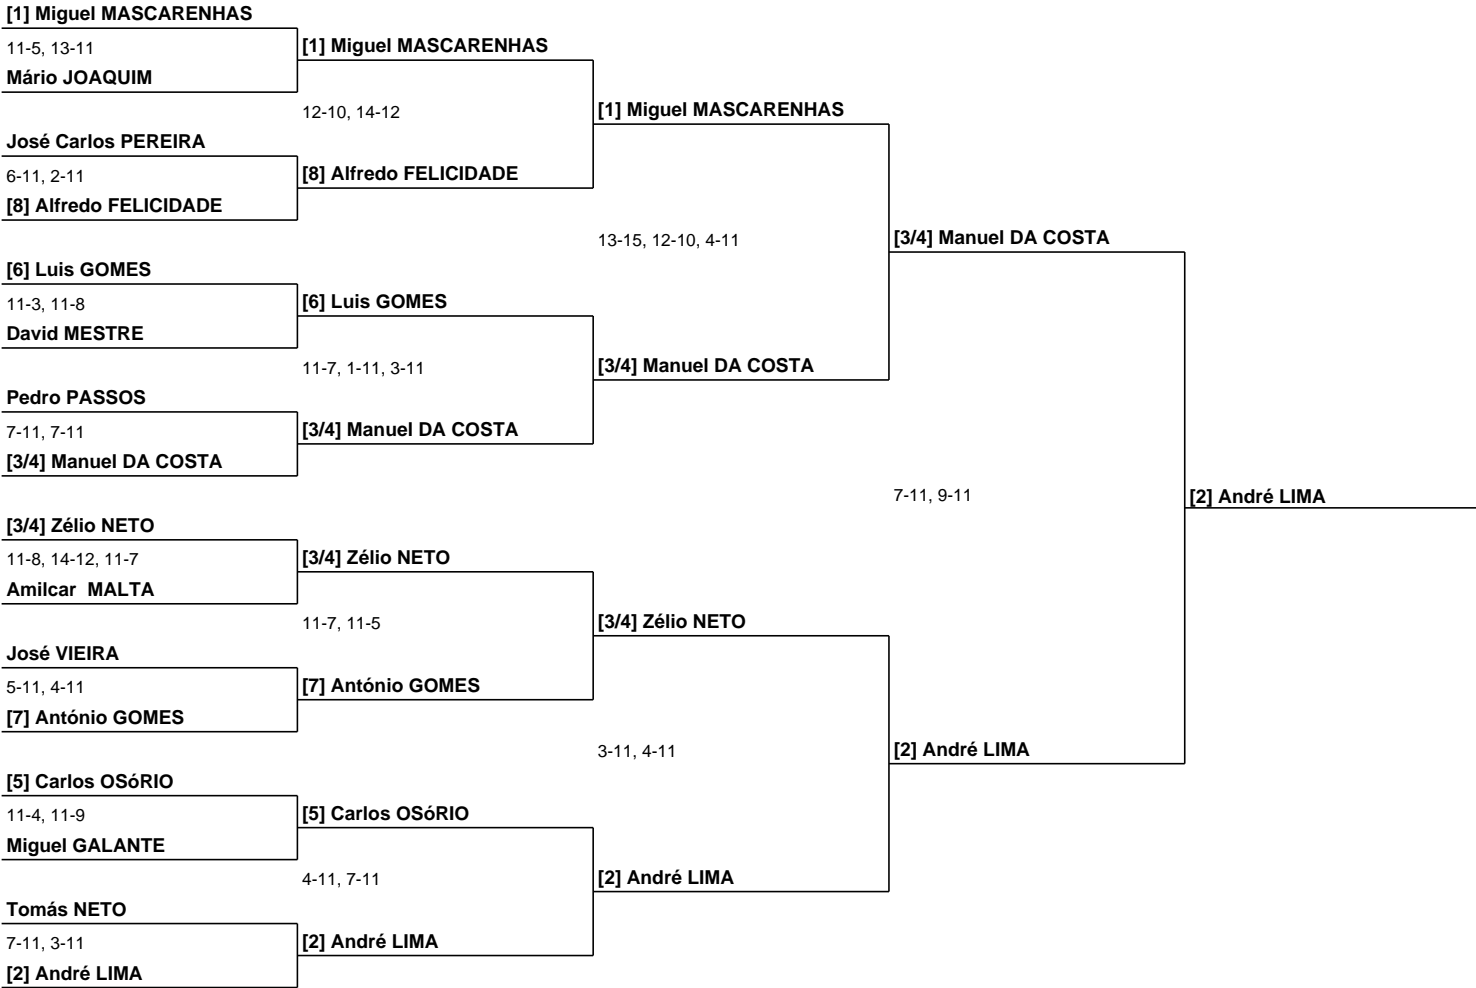 [1] Miguel MASCARENHAS
11-5, 13-11
[1] Miguel MASCARENHAS
Mário JOAQUIM
12-10, 14-12
[1] Miguel MASCARENHAS
José Carlos PEREIRA
6-11, 2-11
[8] Alfredo FELICIDADE
[8] Alfredo FELICIDADE
13-15, 12-10, 4-11
[3/4] Manuel DA COSTA
[6] Luis GOMES
11-3, 11-8
[6] Luis GOMES
David MESTRE
11-7, 1-11, 3-11
[3/4] Manuel DA COSTA
Pedro PASSOS
7-11, 7-11
[3/4] Manuel DA COSTA
[3/4] Manuel DA COSTA
7-11, 9-11
[2] André LIMA
[3/4] Zélio NETO
11-8, 14-12, 11-7
[3/4] Zélio NETO
Amilcar  MALTA
11-7, 11-5
[3/4] Zélio NETO
José VIEIRA
5-11, 4-11
[7] António GOMES
[7] António GOMES
3-11, 4-11
[2] André LIMA
[5] Carlos OSóRIO
11-4, 11-9
[5] Carlos OSóRIO
Miguel GALANTE
4-11, 7-11
[2] André LIMA
Tomás NETO
7-11, 3-11
[2] André LIMA
[2] André LIMA